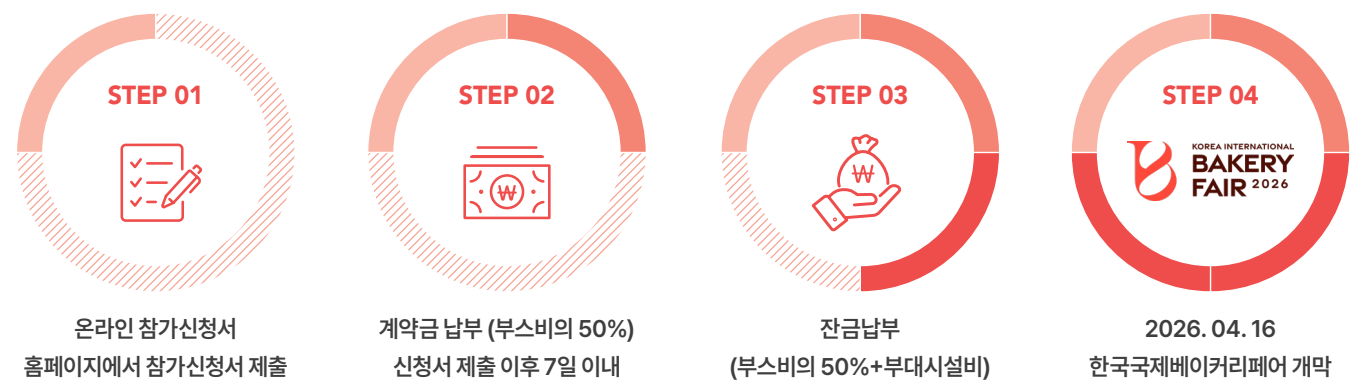 STEP 01
온라인 참가신청서
홈페이지에서 참가신청서 제출
STEP 02
₩
계약금 납부 (부스비의 50%)
신청서 제출 이후 7일 이내
STEP 03
₩
잔금납부
(부스비의 50%+부대시설비)
STEP 04
KOREA INTERNATIONAL
BAKERY
FAIR 2026
2026. 04. 16
한국국제베이커리페어 개막